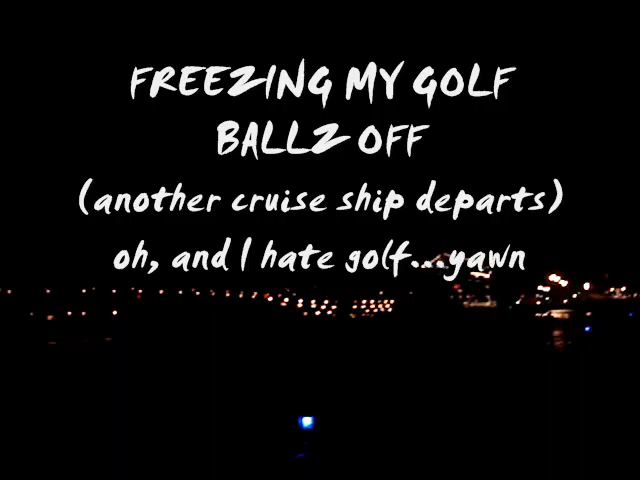 FREEZING MY GOLF
BALLZ OFF
(another cruise ship departs)
oh, and I hate golf...yawn